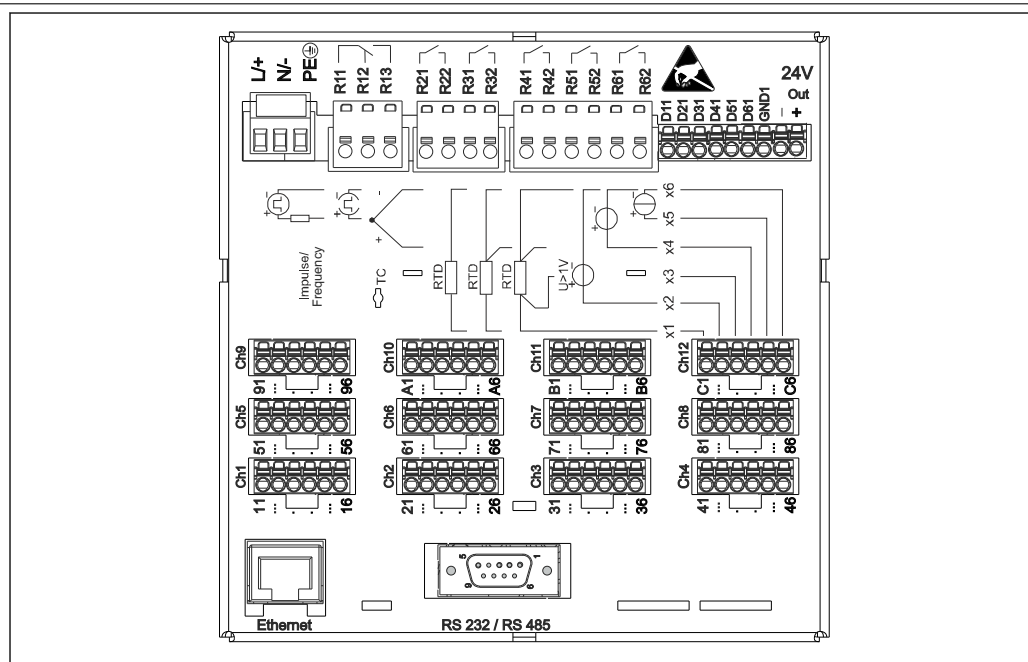 L/+ N/- PE
R11 R12 R13
R21 R22 R31 R32
R41 R42 R51 R52 R61 R62
D11 D21 D31 D41 D51 D61 GND1 - +
24V
Out
- + - + - +
Impulse/
Frequency
TC
RTD RTD RTD
U>1V
+ -
+ -
+ -
x6
x5
x4
x3
x2
x1
Ch9 91 ... 96
Ch10 A1 ... A6
Ch11 B1 ... B6
Ch12 C1 ... C6
Ch5 51 ... 56
Ch6 61 ... 66
Ch7 71 ... 76
Ch8 81 ... 86
Ch1 11 ... 16
Ch2 21 ... 26
Ch3 31 ... 36
Ch4 41 ... 46
5 1
9 6
Ethernet
RS 232 / RS 485